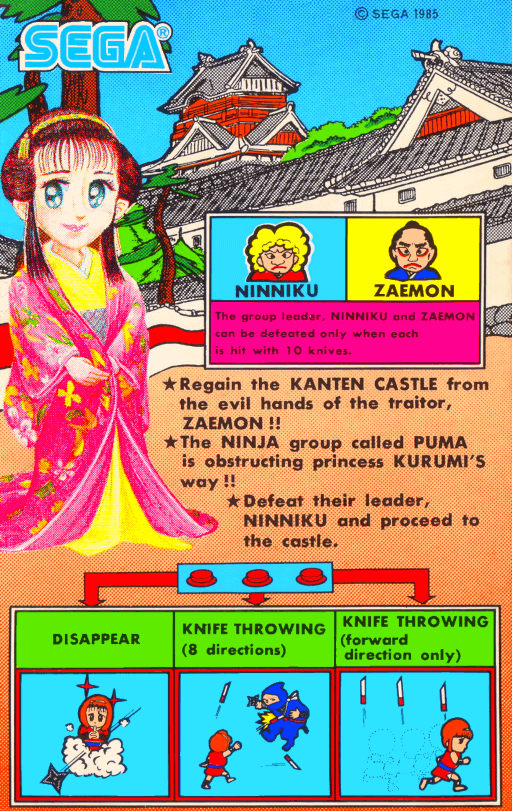 SEGA®
© SEGA 1985
NINNIKU
ZAEMON
The group leader, NINNIKU and ZAEMON
can be defeated only when each
is hit with 10 knives.
★Regain the KANTEN CASTLE from
the evil hands of the traitor,
ZAEMON !!
★The NINJA group called PUMA
is obstructing princess KURUMI'S
way !!
★Defeat their leader,
NINNIKU and proceed to
the castle.
DISAPPEAR
KNIFE THROWING
(8 directions)
KNIFE THROWING
(forward
direction only)